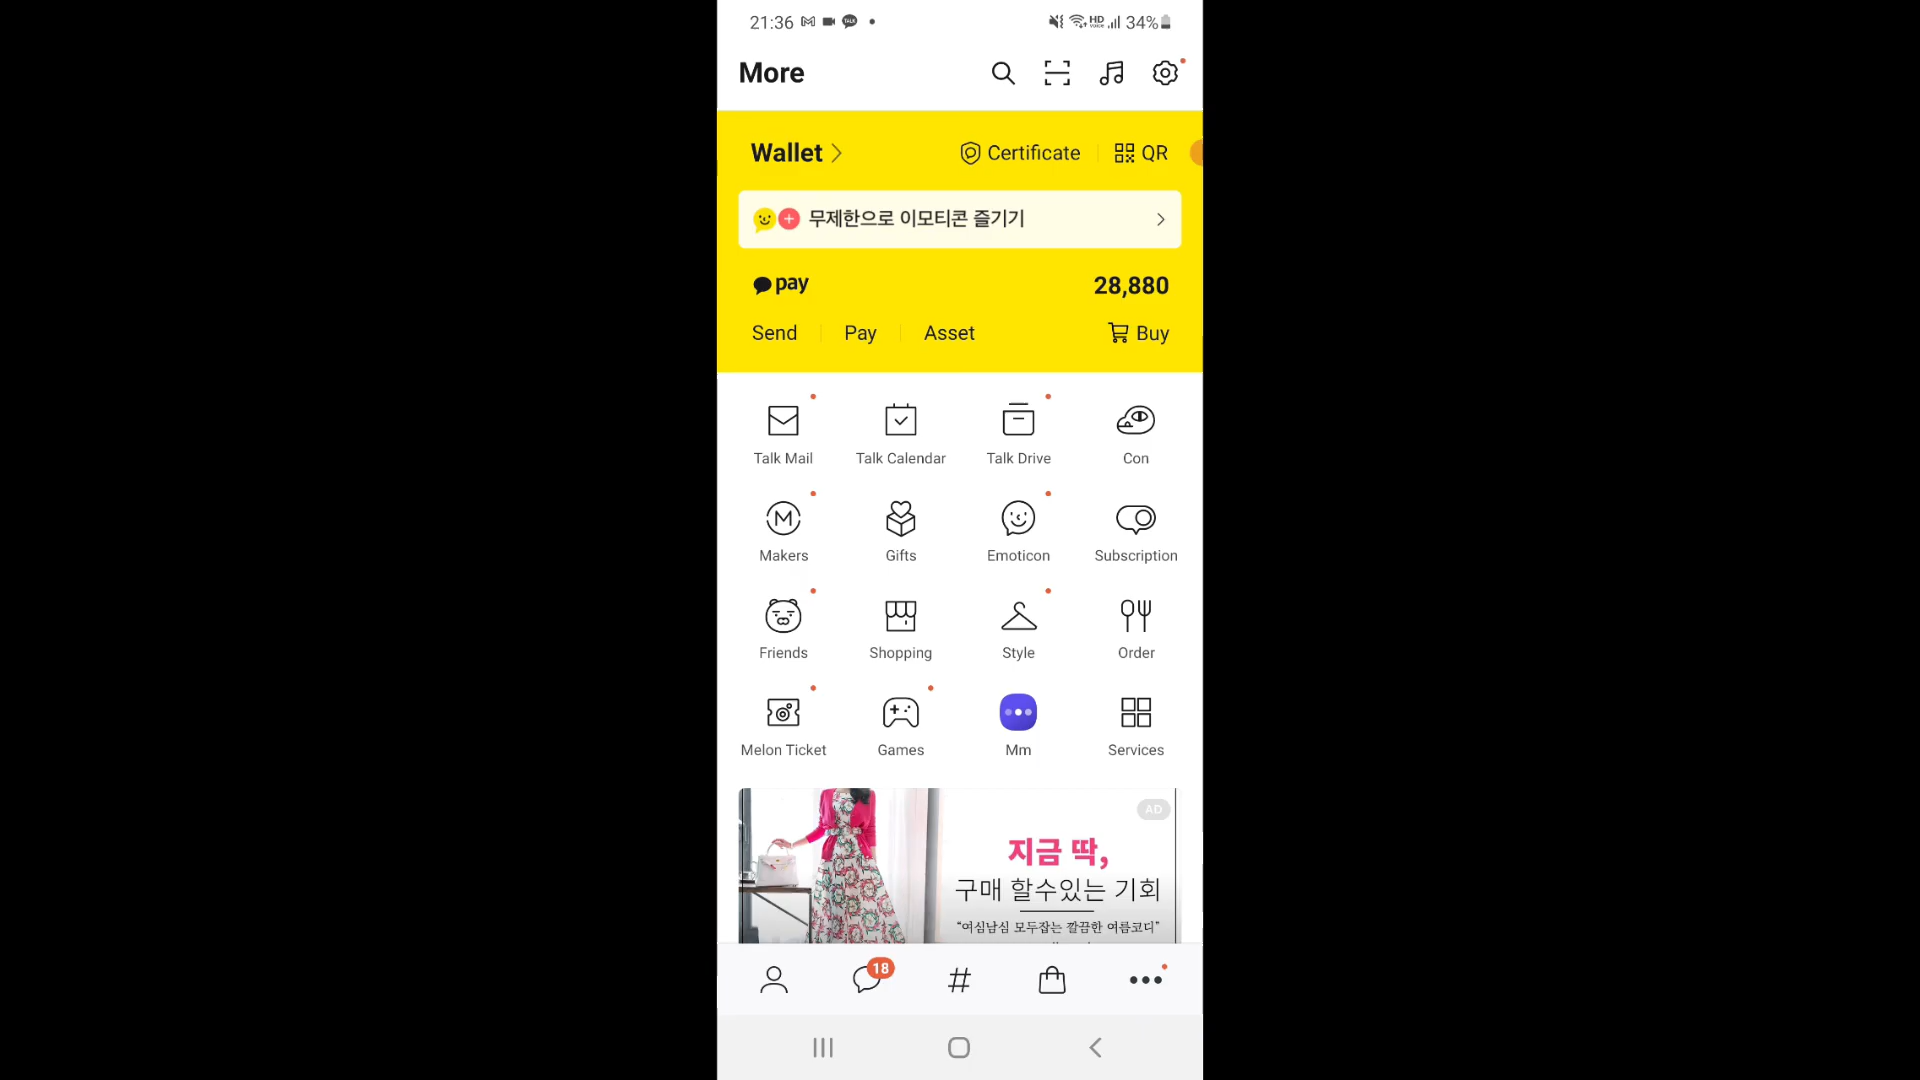 21:36 34%
More
Wallet Certificate QR
무제한으로 이모티콘 즐기기
pay 28,880
Send Pay Asset Buy
Talk Mail Talk Calendar Talk Drive Con
Makers Gifts Emoticon Subscription
Friends Shopping Style Order
Melon Ticket Games Mm Services
AD
지금 딱,
구매 할수있는 기회
“여심남심 모두잡는 깔끔한 여름코디”
18